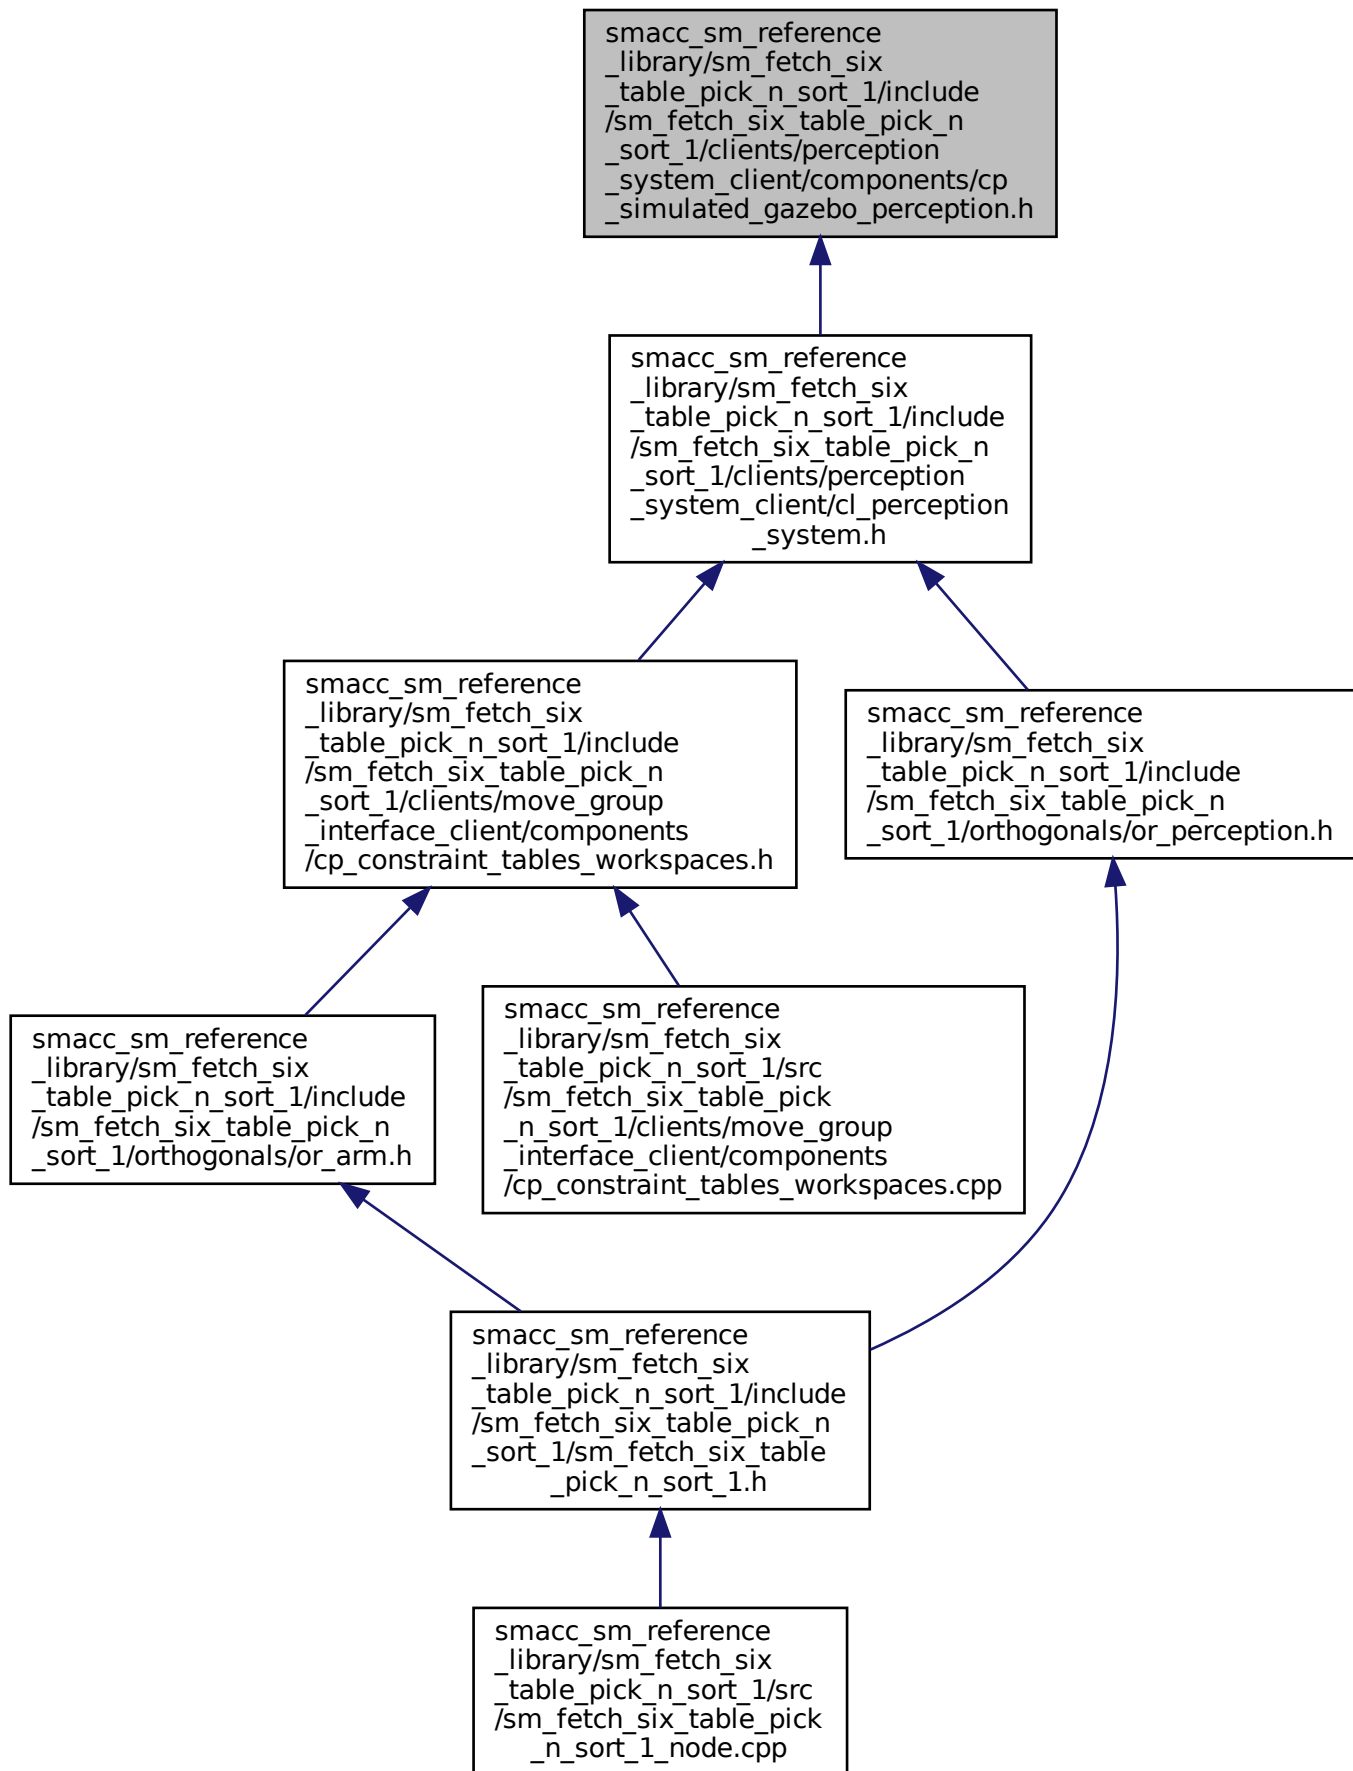 smacc_sm_reference
_library/sm_fetch_six
_table_pick_n_sort_1/include
/sm_fetch_six_table_pick_n
_sort_1/clients/perception
_system_client/components/cp
_simulated_gazebo_perception.h
smacc_sm_reference
_library/sm_fetch_six
_table_pick_n_sort_1/include
/sm_fetch_six_table_pick_n
_sort_1/clients/perception
_system_client/cl_perception
_system.h
smacc_sm_reference
_library/sm_fetch_six
_table_pick_n_sort_1/include
/sm_fetch_six_table_pick_n
_sort_1/clients/move_group
_interface_client/components
/cp_constraint_tables_workspaces.h
smacc_sm_reference
_library/sm_fetch_six
_table_pick_n_sort_1/include
/sm_fetch_six_table_pick_n
_sort_1/orthogonals/or_perception.h
smacc_sm_reference
_library/sm_fetch_six
_table_pick_n_sort_1/include
/sm_fetch_six_table_pick_n
_sort_1/orthogonals/or_arm.h
smacc_sm_reference
_library/sm_fetch_six
_table_pick_n_sort_1/src
/sm_fetch_six_table_pick
_n_sort_1/clients/move_group
_interface_client/components
/cp_constraint_tables_workspaces.cpp
smacc_sm_reference
_library/sm_fetch_six
_table_pick_n_sort_1/include
/sm_fetch_six_table_pick_n
_sort_1/sm_fetch_six_table
_pick_n_sort_1.h
smacc_sm_reference
_library/sm_fetch_six
_table_pick_n_sort_1/src
/sm_fetch_six_table_pick
_n_sort_1_node.cpp